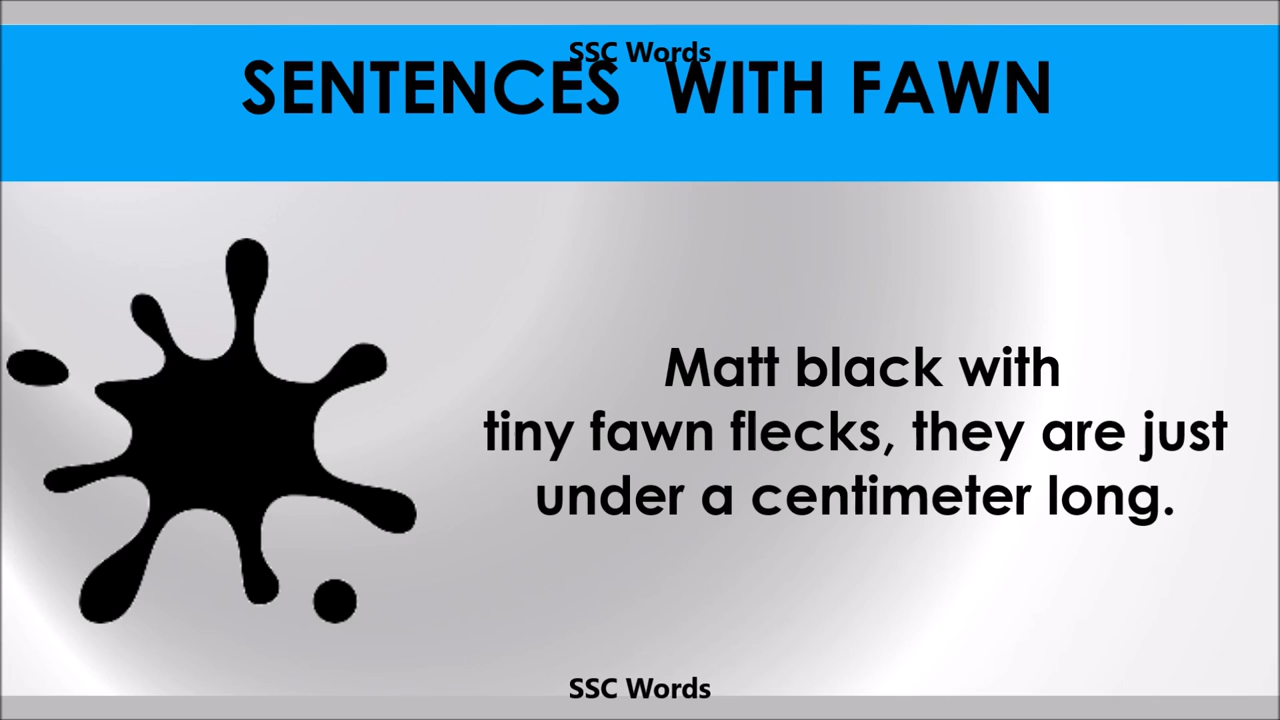 SSC Words
SENTENCES WITH FAWN
Matt black with
tiny fawn flecks, they are just
under a centimeter long.
SSC Words